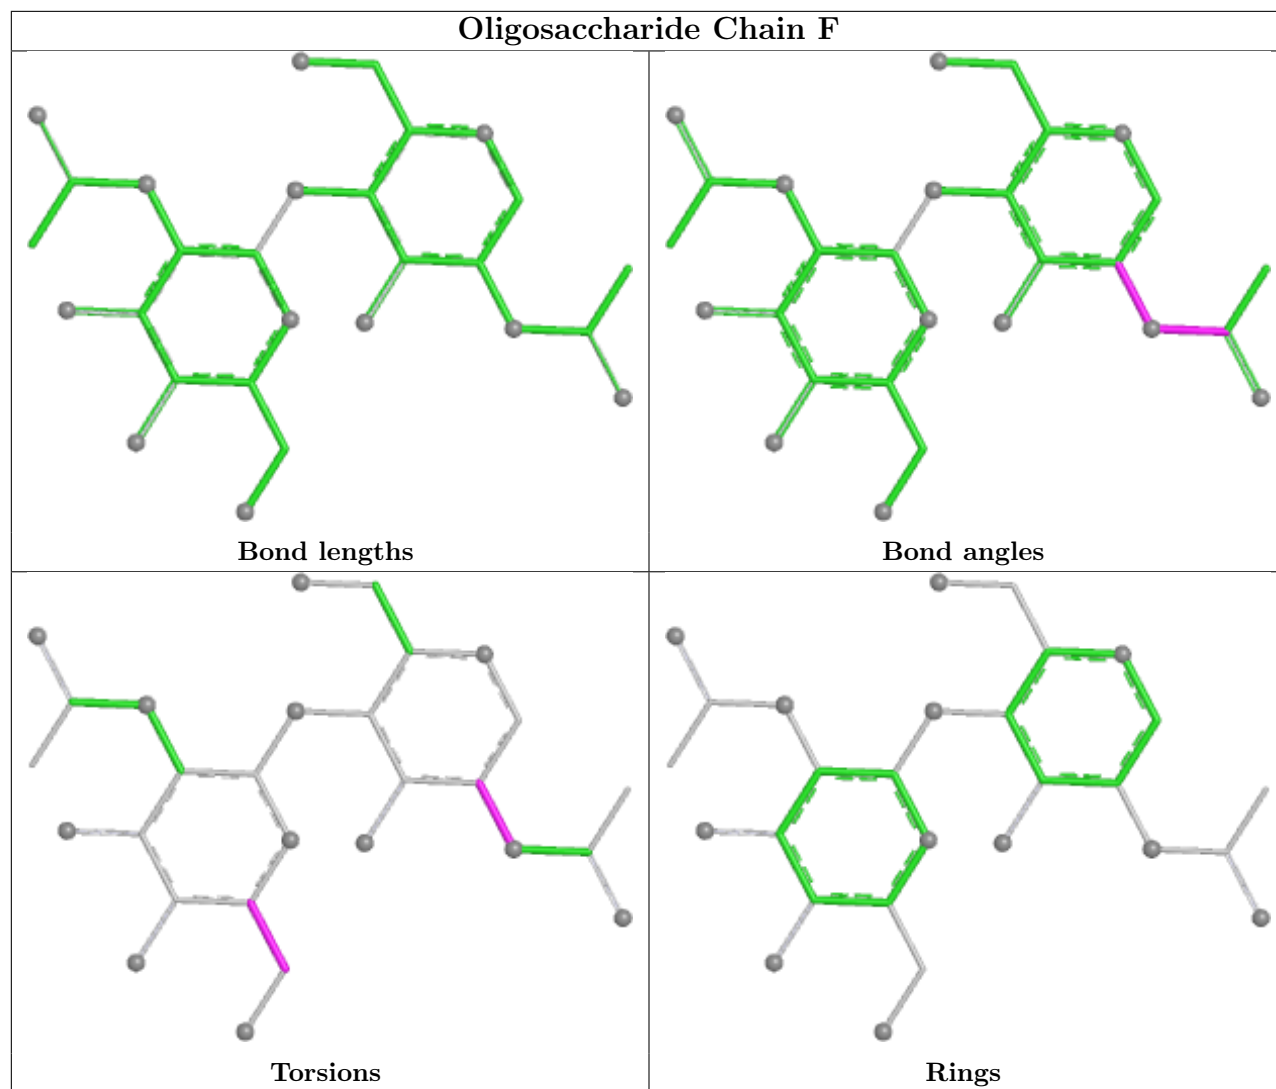 Oligosaccharide Chain F
Bond lengths
Bond angles
Torsions
Rings